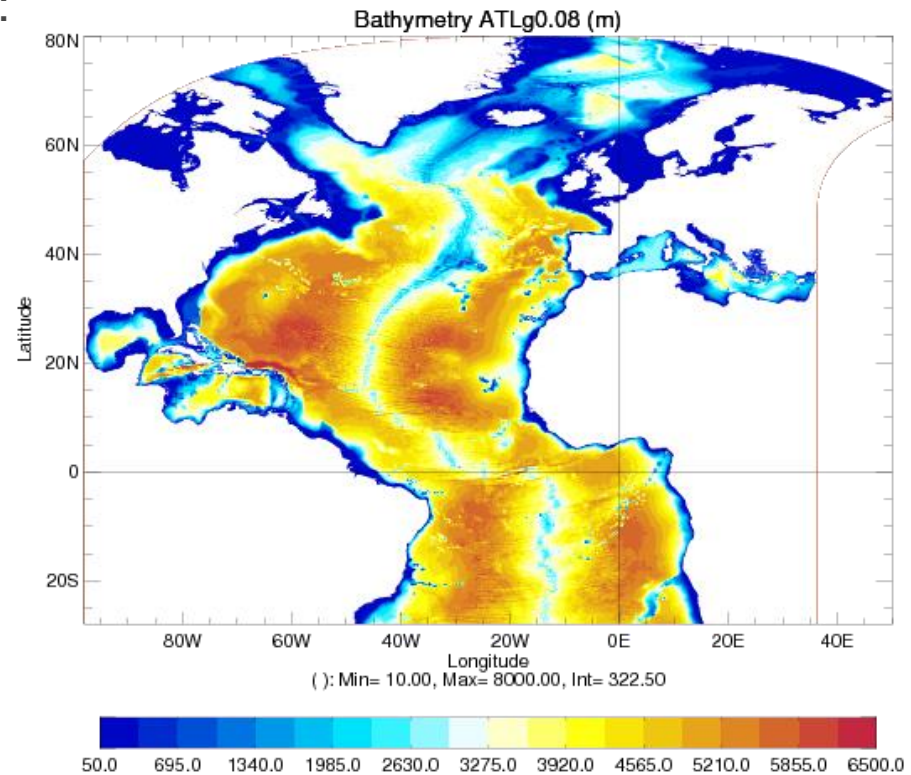 Bathymetry ATLg0.08 (m)
80N
60N
40N
20N
0
20S
Latitude
80W 60W 40W 20W 0E 20E 40E
Longitude
( ): Min= 10.00, Max= 8000.00, Int= 322.50
50.0 695.0 1340.0 1985.0 2630.0 3275.0 3920.0 4565.0 5210.0 5855.0 6500.0